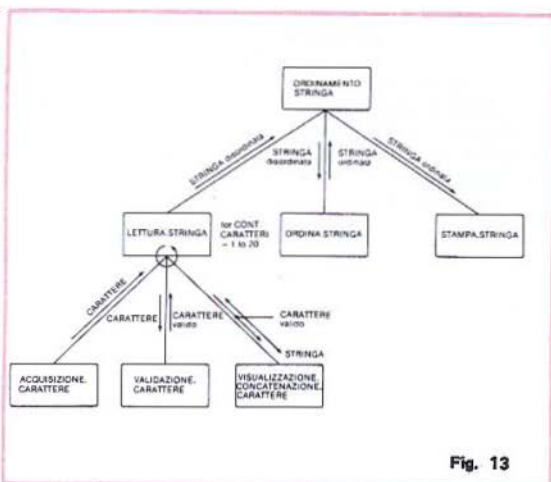 ORDINAMENTO
STRINGA
STRINGA disordinata
STRINGA
disordinata
STRINGA
ordinata
STRINGA ordinata
LETTURA.STRINGA
for CONT.
CARATTERI
= 1 to 20
ORDINA.STRINGA
STAMPA.STRINGA
CARATTERE
CARATTERE
CARATTERE
valido
CARATTERE
valido
STRINGA
ACQUISIZIONE.
CARATTERE
VALIDAZIONE.
CARATTERE
VISUALIZZAZIONE.
CONCATENAZIONE.
CARATTERE
Fig. 13